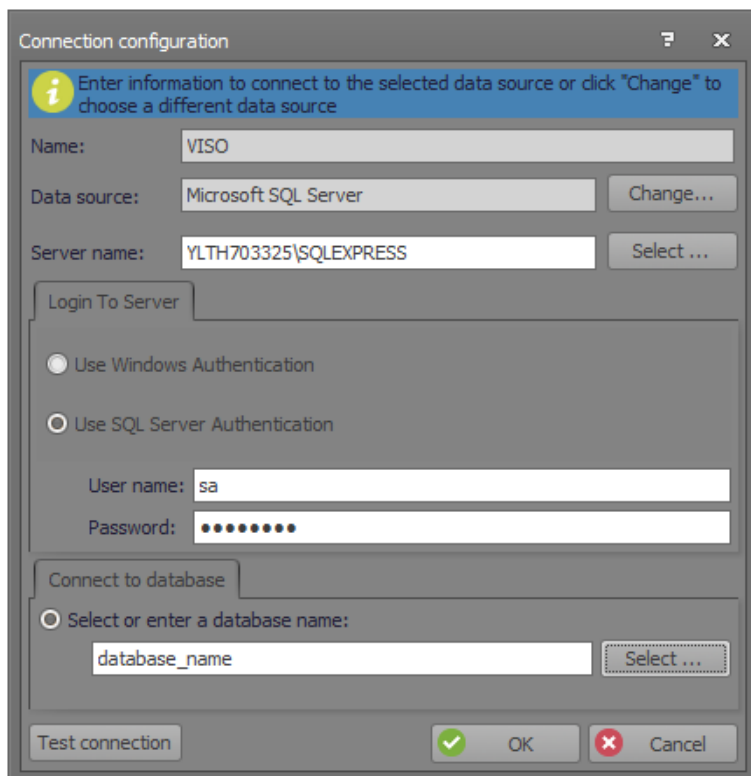 Connection configuration
Enter information to connect to the selected data source or click "Change" to
choose a different data source
Name: VISO
Data source: Microsoft SQL Server Change...
Server name: YLTH703325\SQLEXPRESS Select ...
Login To Server
Use Windows Authentication
Use SQL Server Authentication
User name: sa
Password: ●●●●●●●●
Connect to database
Select or enter a database name:
database_name Select ...
Test connection OK Cancel